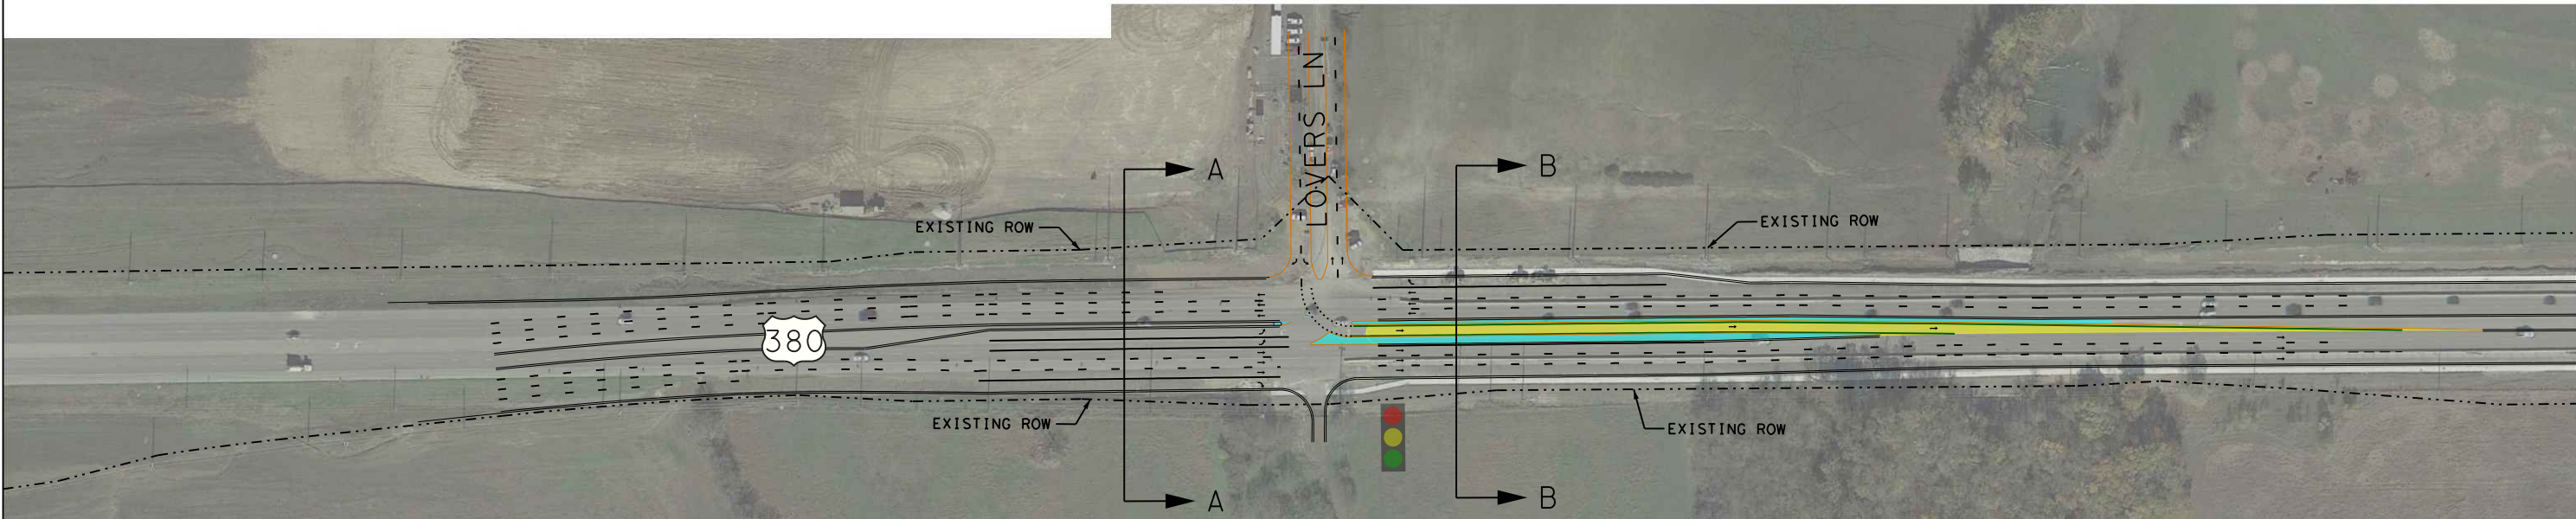 LOVERS LN
A
B
EXISTING ROW
EXISTING ROW
380
EXISTING ROW
EXISTING ROW
A
B